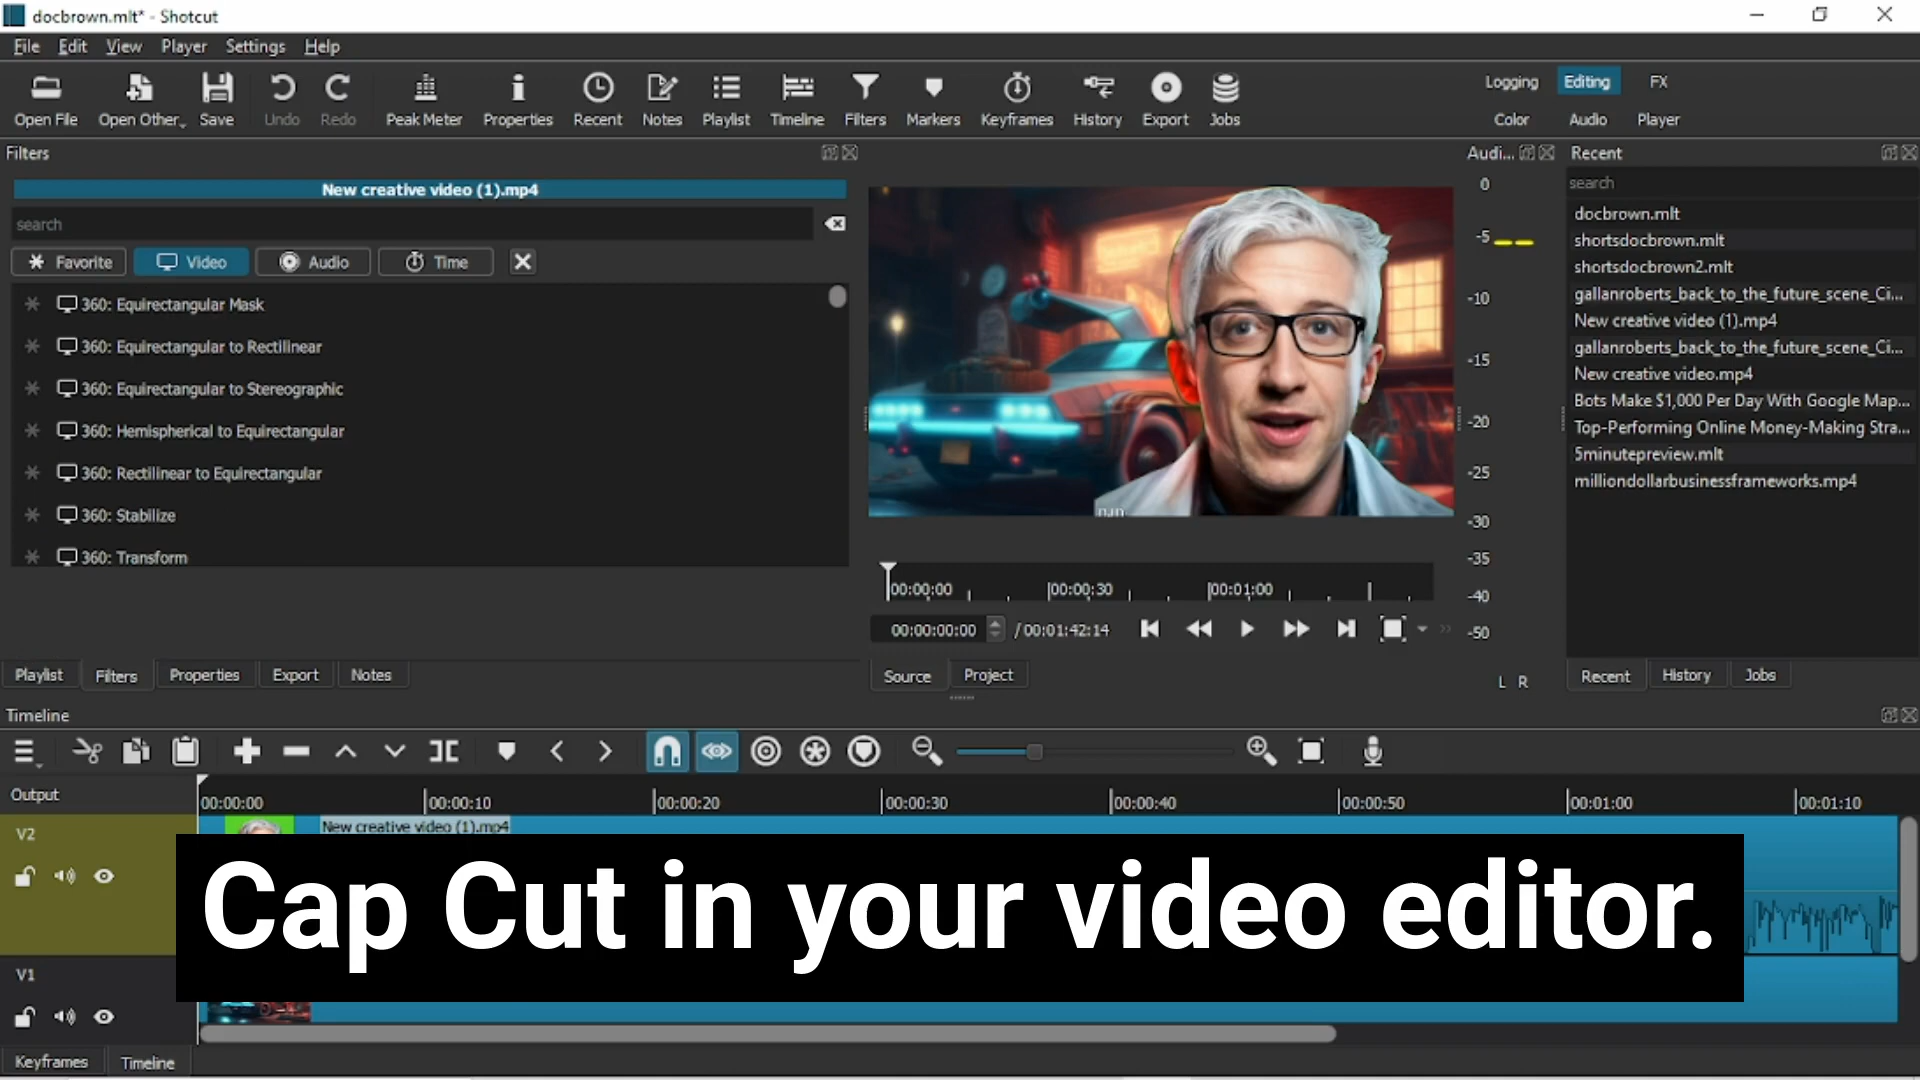 docbrown.mlt* - Shotcut
File Edit View Player Settings Help
Open File Open Other Save Undo Redo Peak Meter Properties Recent Notes Playlist Timeline Filters Markers Keyframes History Export Jobs
Logging Editing FX
Color Audio Player
Filters
New creative video (1).mp4
search
Favorite Video Audio Time
360: Equirectangular Mask
360: Equirectangular to Rectilinear
360: Equirectangular to Stereographic
360: Hemispherical to Equirectangular
360: Rectilinear to Equirectangular
360: Stabilize
360: Transform
Playlist Filters Properties Export Notes
00:00:00 00:00:30 00:01:00
00:00:00:00 /00:01:42:14
Source Project
Audi...
0
-5
-10
-15
-20
-25
-30
-35
-40
-50
L R
Recent
search
docbrown.mlt
shortsdocbrown.mlt
shortsdocbrown2.mlt
gallanroberts_back_to_the_future_scene_Ci...
New creative video (1).mp4
gallanroberts_back_to_the_future_scene_Ci...
New creative video.mp4
Bots Make $1,000 Per Day With Google Map...
Top-Performing Online Money-Making Stra...
5minutepreview.mlt
milliondollarbusinessframeworks.mp4
Recent History Jobs
Timeline
Output
00:00:00 00:00:10 00:00:20 00:00:30 00:00:40 00:00:50 00:01:00 00:01:10
V2
New creative video (1).mp4
Cap Cut in your video editor.
V1
Keyframes Timeline